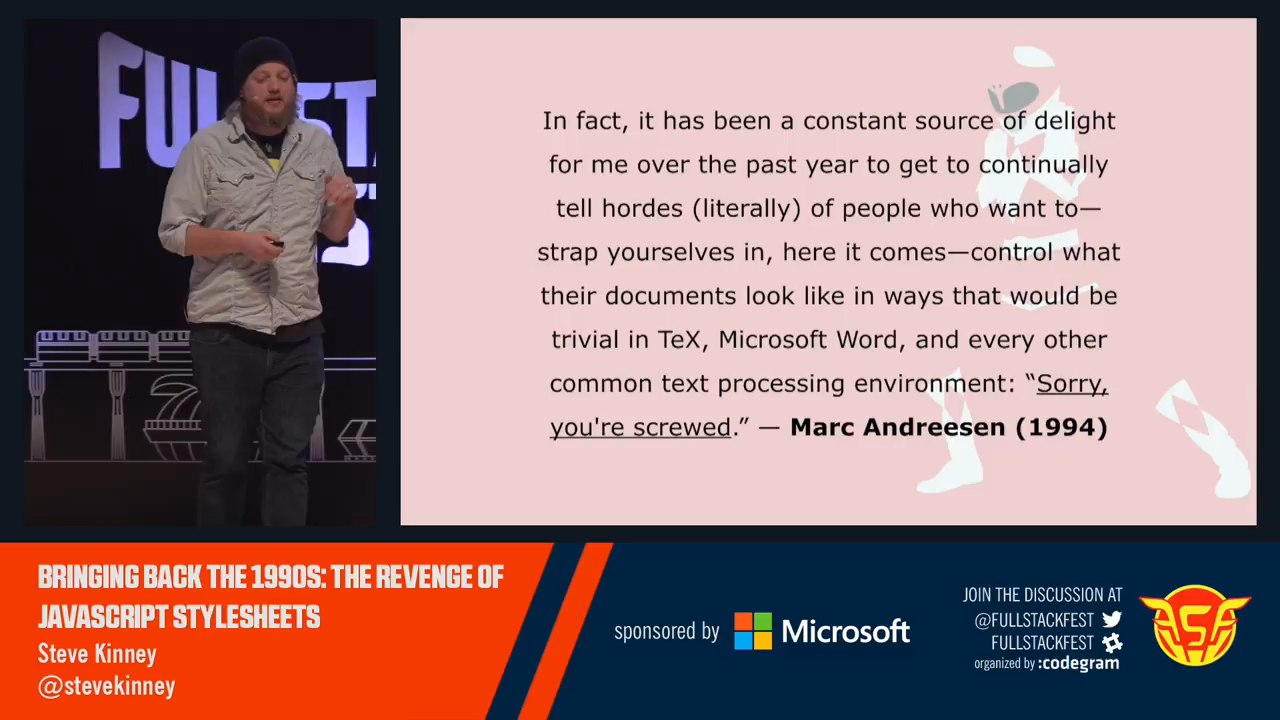 In fact, it has been a constant source of delight
for me over the past year to get to continually
tell hordes (literally) of people who want to—
strap yourselves in, here it comes—control what
their documents look like in ways that would be
trivial in TeX, Microsoft Word, and every other
common text processing environment: “Sorry,
you're screwed.” — Marc Andreesen (1994)
BRINGING BACK THE 1990S: THE REVENGE OF
JAVASCRIPT STYLESHEETS
Steve Kinney
@stevekinney
sponsored by Microsoft
JOIN THE DISCUSSION AT
@FULLSTACKFEST
FULLSTACKFEST
organized by :codegram
FSF